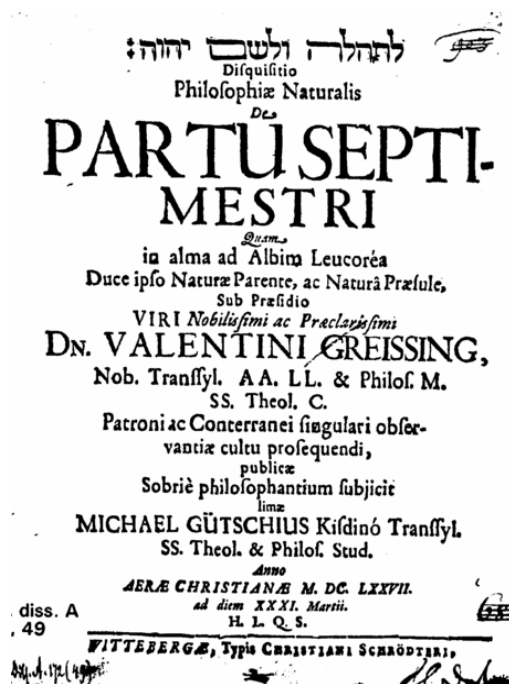 לתהלה ולשם יהוה:
Diſquiſitio
Philoſophiæ Naturalis
De
PARTU SEPTI-
MESTRI
Quam
in alma ad Albim Leucoréa
Duce ipſo Naturæ Parente, ac Naturâ Præſule,
Sub Præſidio
VIRI Nobiliſſimi ac Præclariſſimi
DN. VALENTINI GREISSING,
Nob. Tranſſyl. AA. LL. & Philoſ. M.
SS. Theol. C.
Patroni ac Conterranei ſingulari obſer-
vantiæ cultu proſequendi,
publicæ
Sobriè philoſophantium ſubjicit
limæ
MICHAEL GÜTSCHIUS Kiſdinó Tranſſyl.
SS. Theol. & Philoſ. Stud.
Anno
AERÆ CHRISTIANÆ M. DC. LXXVII.
ad diem XXXI. Martii.
H. L. Q. S.
diss. A
, 49
WITTEBERGÆ, Typis CHRISTIANI SCHRÖDTERI,